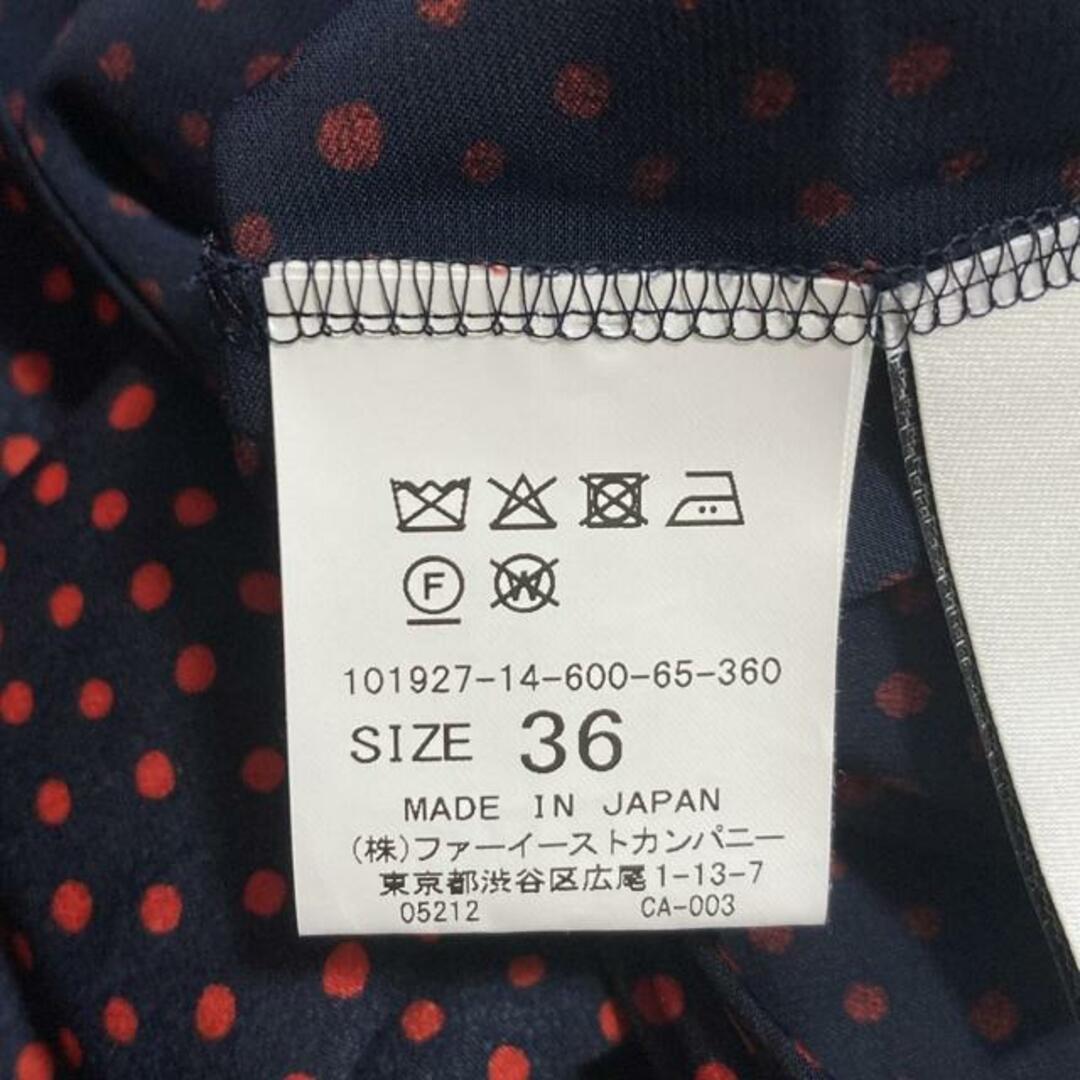 F W
101927-14-600-65-360
SIZE 36
MADE IN JAPAN
(株)ファーイーストカンパニー
東京都渋谷区広尾1-13-7
05212 CA-003